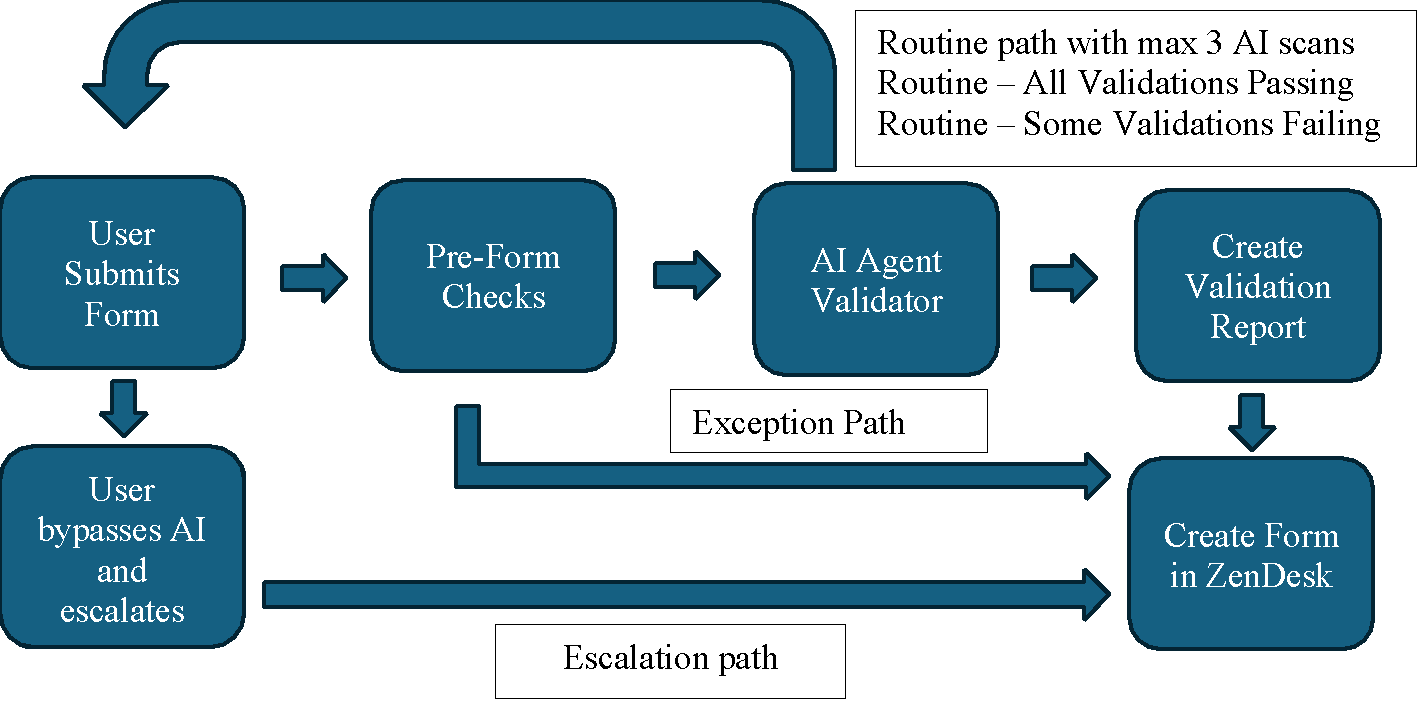 Routine path with max 3 AI scans
Routine – All Validations Passing
Routine – Some Validations Failing
User
Submits
Form
Pre-Form
Checks
AI Agent
Validator
Create
Validation
Report
Exception Path
User
bypasses AI
and
escalates
Create Form
in ZenDesk
Escalation path